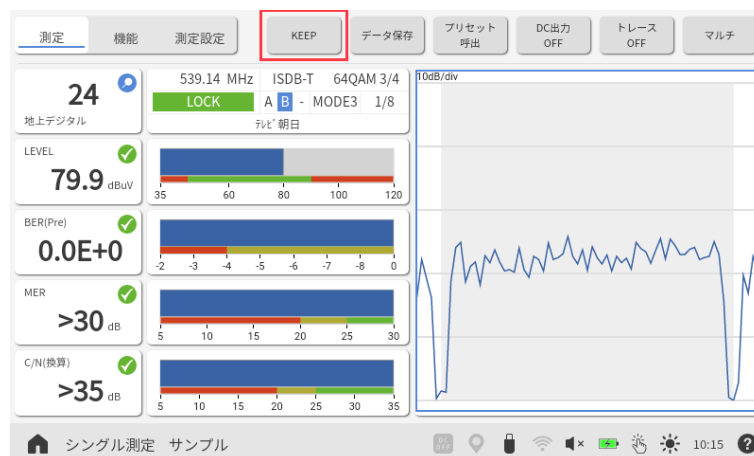 測定 機能 測定設定 KEEP データ保存 プリセット呼出 DC出力 OFF トレース OFF マルチ
24
地上デジタル
539.14 MHz ISDB-T 64QAM 3/4
LOCK A B - MODE3 1/8
ﾃﾚﾋﾞ朝日
10dB/div
LEVEL
79.9 dBuV
35 60 80 100 120
BER(Pre)
0.0E+0
-2 -3 -4 -5 -6 -7 -8 0
MER
>30 dB
5 10 15 20 25 30
C/N(換算)
>35 dB
5 10 15 20 25 30 35
シングル測定 サンプル DC OFF 10:15 ?